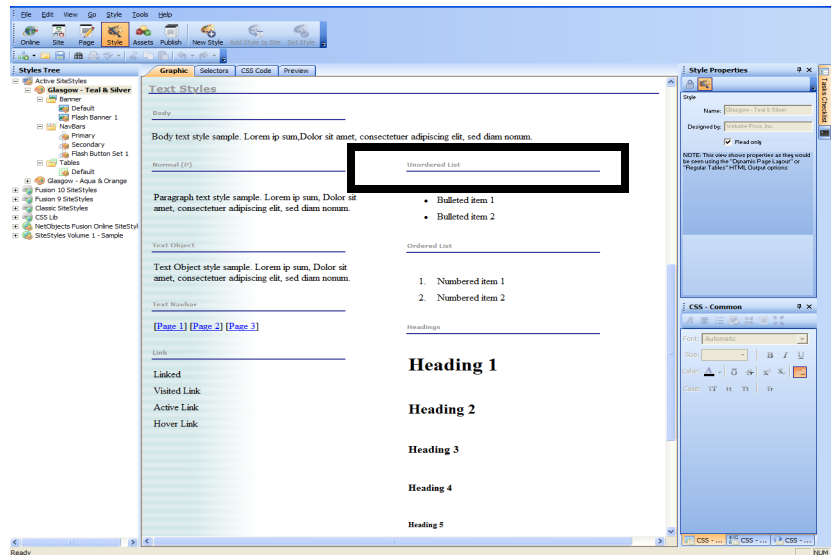 File Edit View Go Style Tools Help
Online Site Page Style Assets Publish New Style Add Style to Site Set Style
Styles Tree
Active SiteStyles
Glasgow - Teal & Silver
Banner
Default
Flash Banner 1
NavBars
Primary
Secondary
Flash Button Set 1
Tables
Default
Glasgow - Aqua & Orange
Fusion 10 SiteStyles
Fusion 9 SiteStyles
Classic SiteStyles
CSS Lib
NetObjects Fusion Online SiteStyl
SiteStyles Volume 1 - Sample
Graphic Selectors CSS Code Preview
Text Styles
Body
Body text style sample. Lorem ip sum,Dolor sit amet, consectetuer adipiscing elit, sed diam nonum.
Normal (P)
Paragraph text style sample. Lorem ip sum, Dolor sit
amet, consectetuer adipiscing elit, sed diam nonum.
Text Object
Text Object style sample. Lorem ip sum, Dolor sit
amet, consectetuer adipiscing elit, sed diam nonum.
Text Navbar
[Page 1] [Page 2] [Page 3]
Link
Linked
Visited Link
Active Link
Hover Link
Unordered List
• Bulleted item 1
• Bulleted item 2
Ordered List
1. Numbered item 1
2. Numbered item 2
Headings
Heading 1
Heading 2
Heading 3
Heading 4
Heading 5
Style Properties
Style
Name: Glasgow - Teal & Silver
Designed by: Website Pros, Inc.
Read only
NOTE: This view shows properties as they would
be seen using the "Dynamic Page Layout" or
"Regular Tables" HTML Output options
CSS - Common
Font: Automatic
Size: B I U
Color: A
Case: TT tt Tt Tt
CSS - ... CSS - ... CSS - ...
Tasks Checklist
Ready
NUM